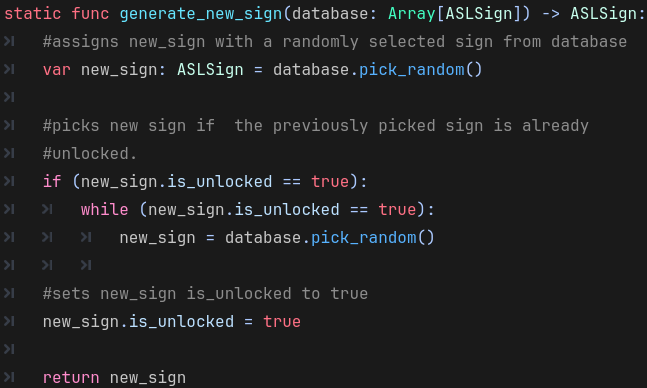 static func generate_new_sign(database: Array[ASLSign]) -> ASLSign:
#assigns new_sign with a randomly selected sign from database
var new_sign: ASLSign = database.pick_random()
#picks new sign if  the previously picked sign is already
#unlocked.
if (new_sign.is_unlocked == true):
while (new_sign.is_unlocked == true):
new_sign = database.pick_random()
#sets new_sign is_unlocked to true
new_sign.is_unlocked = true
return new_sign